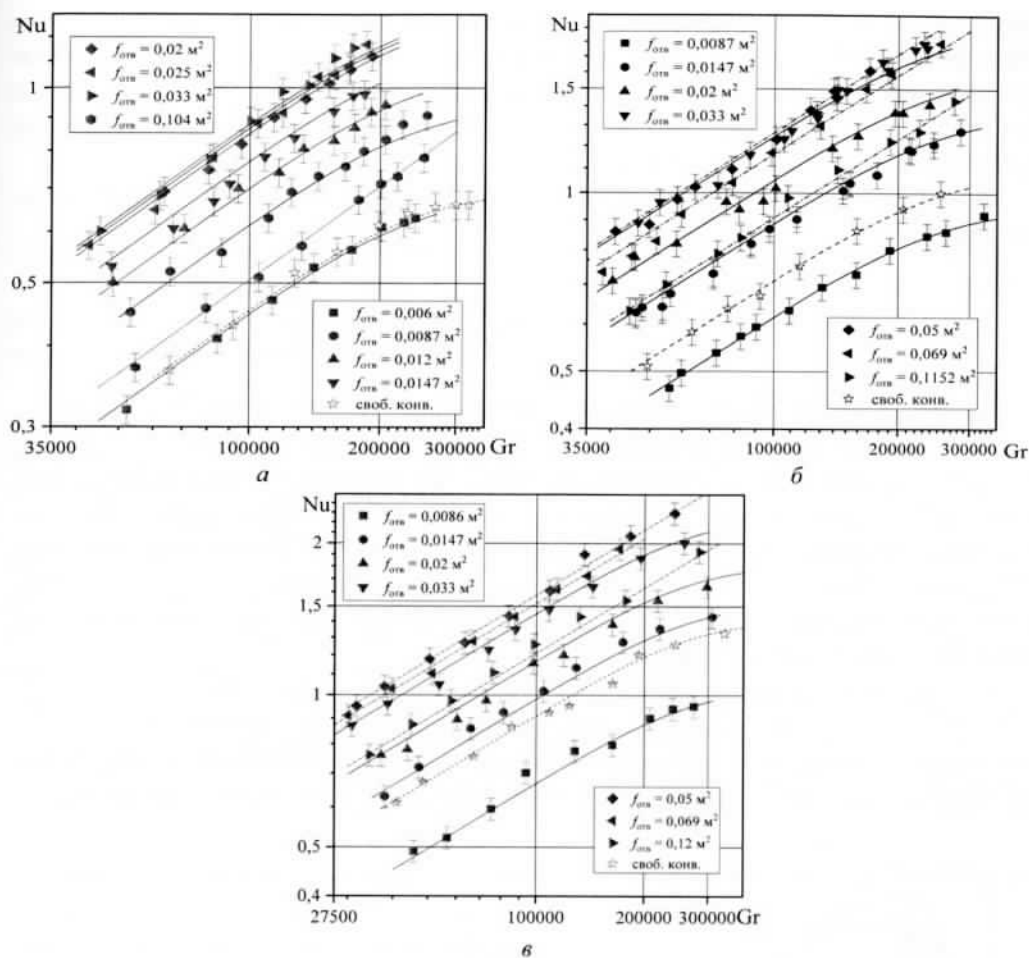 Nu
f_отв = 0,02 м²
f_отв = 0,025 м²
f_отв = 0,033 м²
f_отв = 0,104 м²
1
0,5
0,3
f_отв = 0,006 м²
f_отв = 0,0087 м²
f_отв = 0,012 м²
f_отв = 0,0147 м²
своб. конв.
35000 100000 200000 300000 Gr
а
Nu
f_отв = 0,0087 м²
f_отв = 0,0147 м²
f_отв = 0,02 м²
f_отв = 0,033 м²
1,5
1
0,5
0,4
f_отв = 0,05 м²
f_отв = 0,069 м²
f_отв = 0,1152 м²
своб. конв.
35000 100000 200000 300000 Gr
б
Nu
f_отв = 0,0086 м²
f_отв = 0,0147 м²
f_отв = 0,02 м²
f_отв = 0,033 м²
2
1,5
1
0,5
0,4
f_отв = 0,05 м²
f_отв = 0,069 м²
f_отв = 0,12 м²
своб. конв.
27500 100000 200000 300000 Gr
в